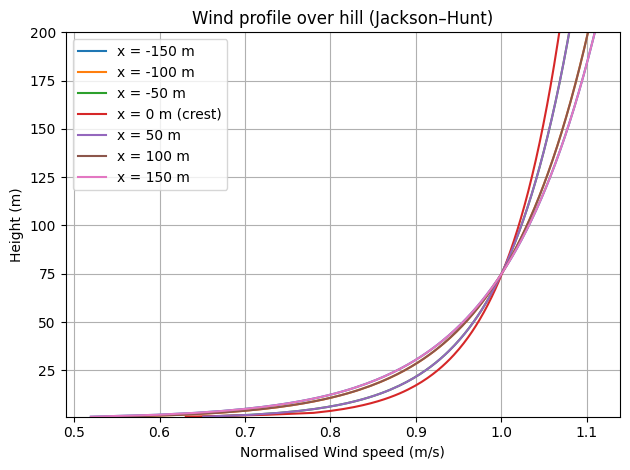 Wind profile over hill (Jackson–Hunt)
x = -150 m
x = -100 m
x = -50 m
x = 0 m (crest)
x = 50 m
x = 100 m
x = 150 m
200
175
150
125
100
75
50
25
Height (m)
0.5 0.6 0.7 0.8 0.9 1.0 1.1
Normalised Wind speed (m/s)